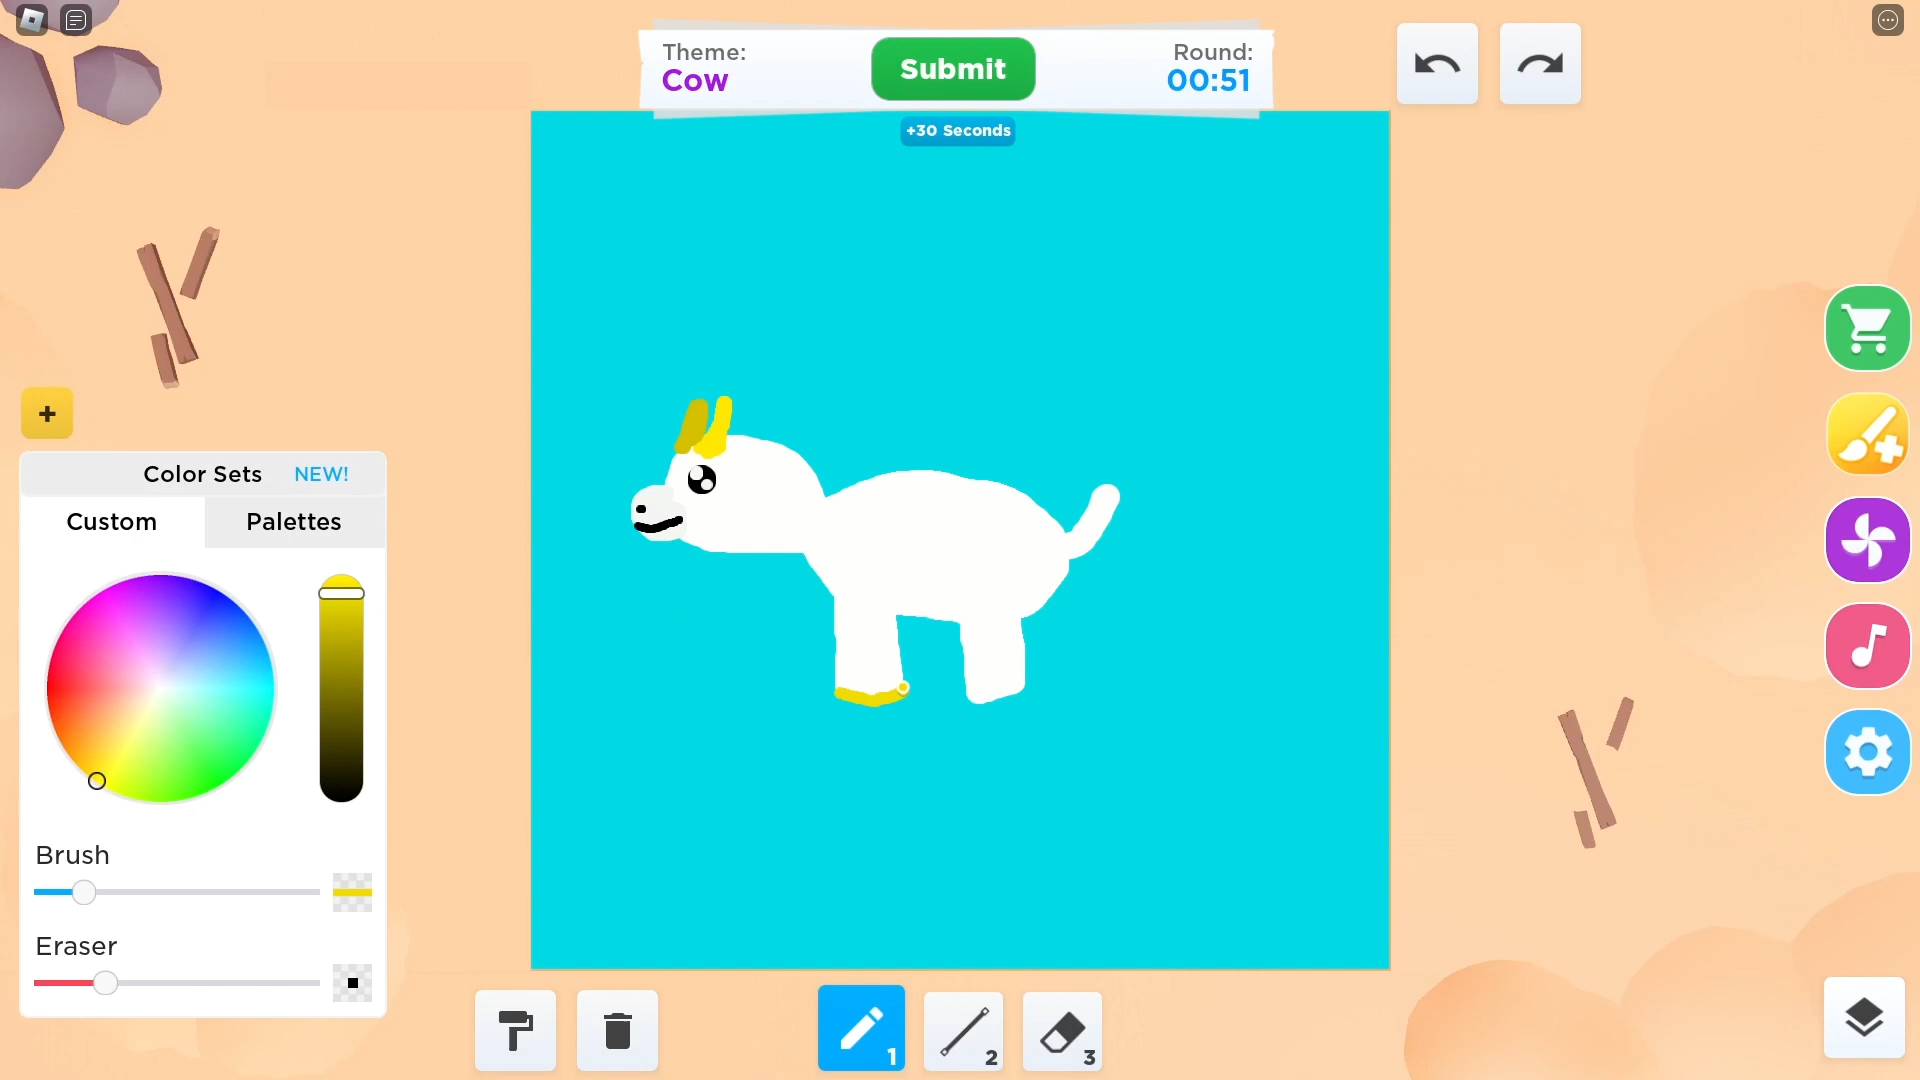 Theme:
Cow
Submit
Round:
00:51
+30 Seconds
+
Color Sets NEW!
Custom
Palettes
Brush
Eraser
1
2
3